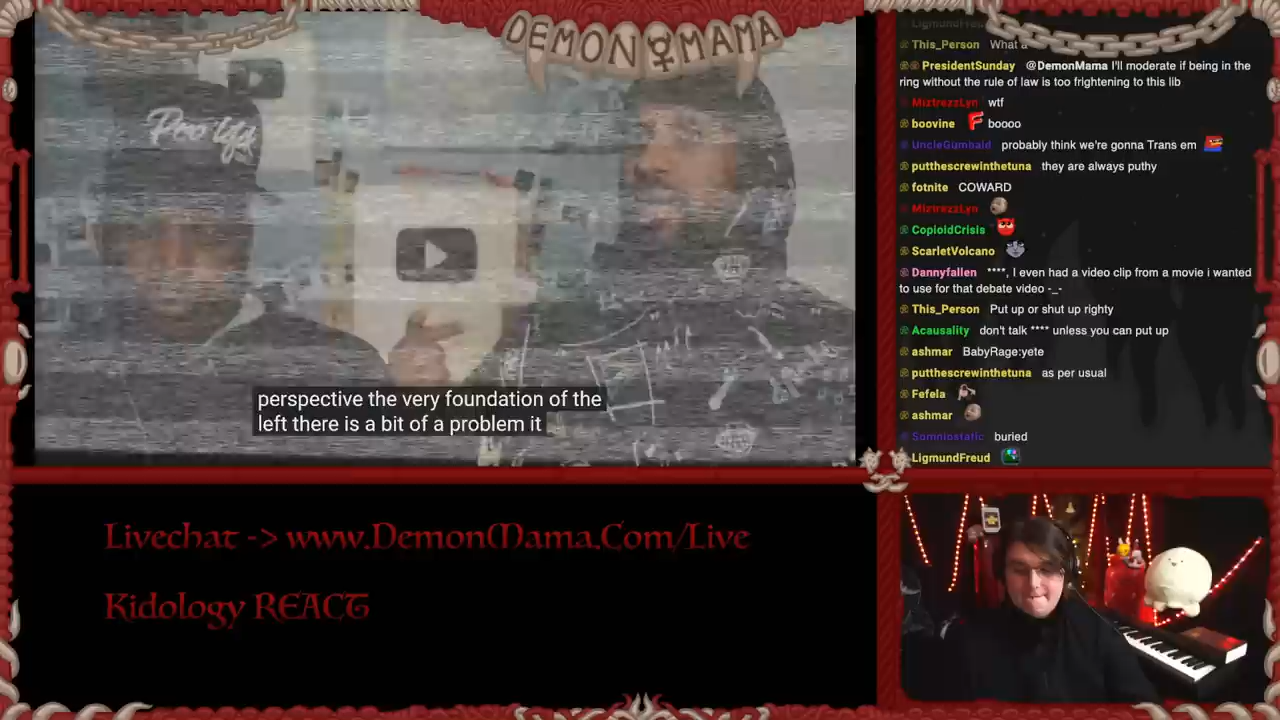 DEMON MAMA
perspective the very foundation of the
left there is a bit of a problem it
LigmundFreud
This_Person What a
PresidentSunday @DemonMama I'll moderate if being in the
ring without the rule of law is too frightening to this lib
MiztrezzLyn wtf
boovine boooo
UncleGumbald probably think we're gonna Trans em
putthescrewinthetuna they are always puthy
fotnite COWARD
MiztrezzLyn
CopioidCrisis
ScarletVolcano
Dannyfallen ****, I even had a video clip from a movie i wanted
to use for that debate video -_-
This_Person Put up or shut up righty
Acausality don't talk **** unless you can put up
ashmar BabyRage:yete
putthescrewinthetuna as per usual
Fefela
ashmar
Somniostatic buried
LigmundFreud
Livechat -> www.DemonMama.Com/Live
Kidology REACT